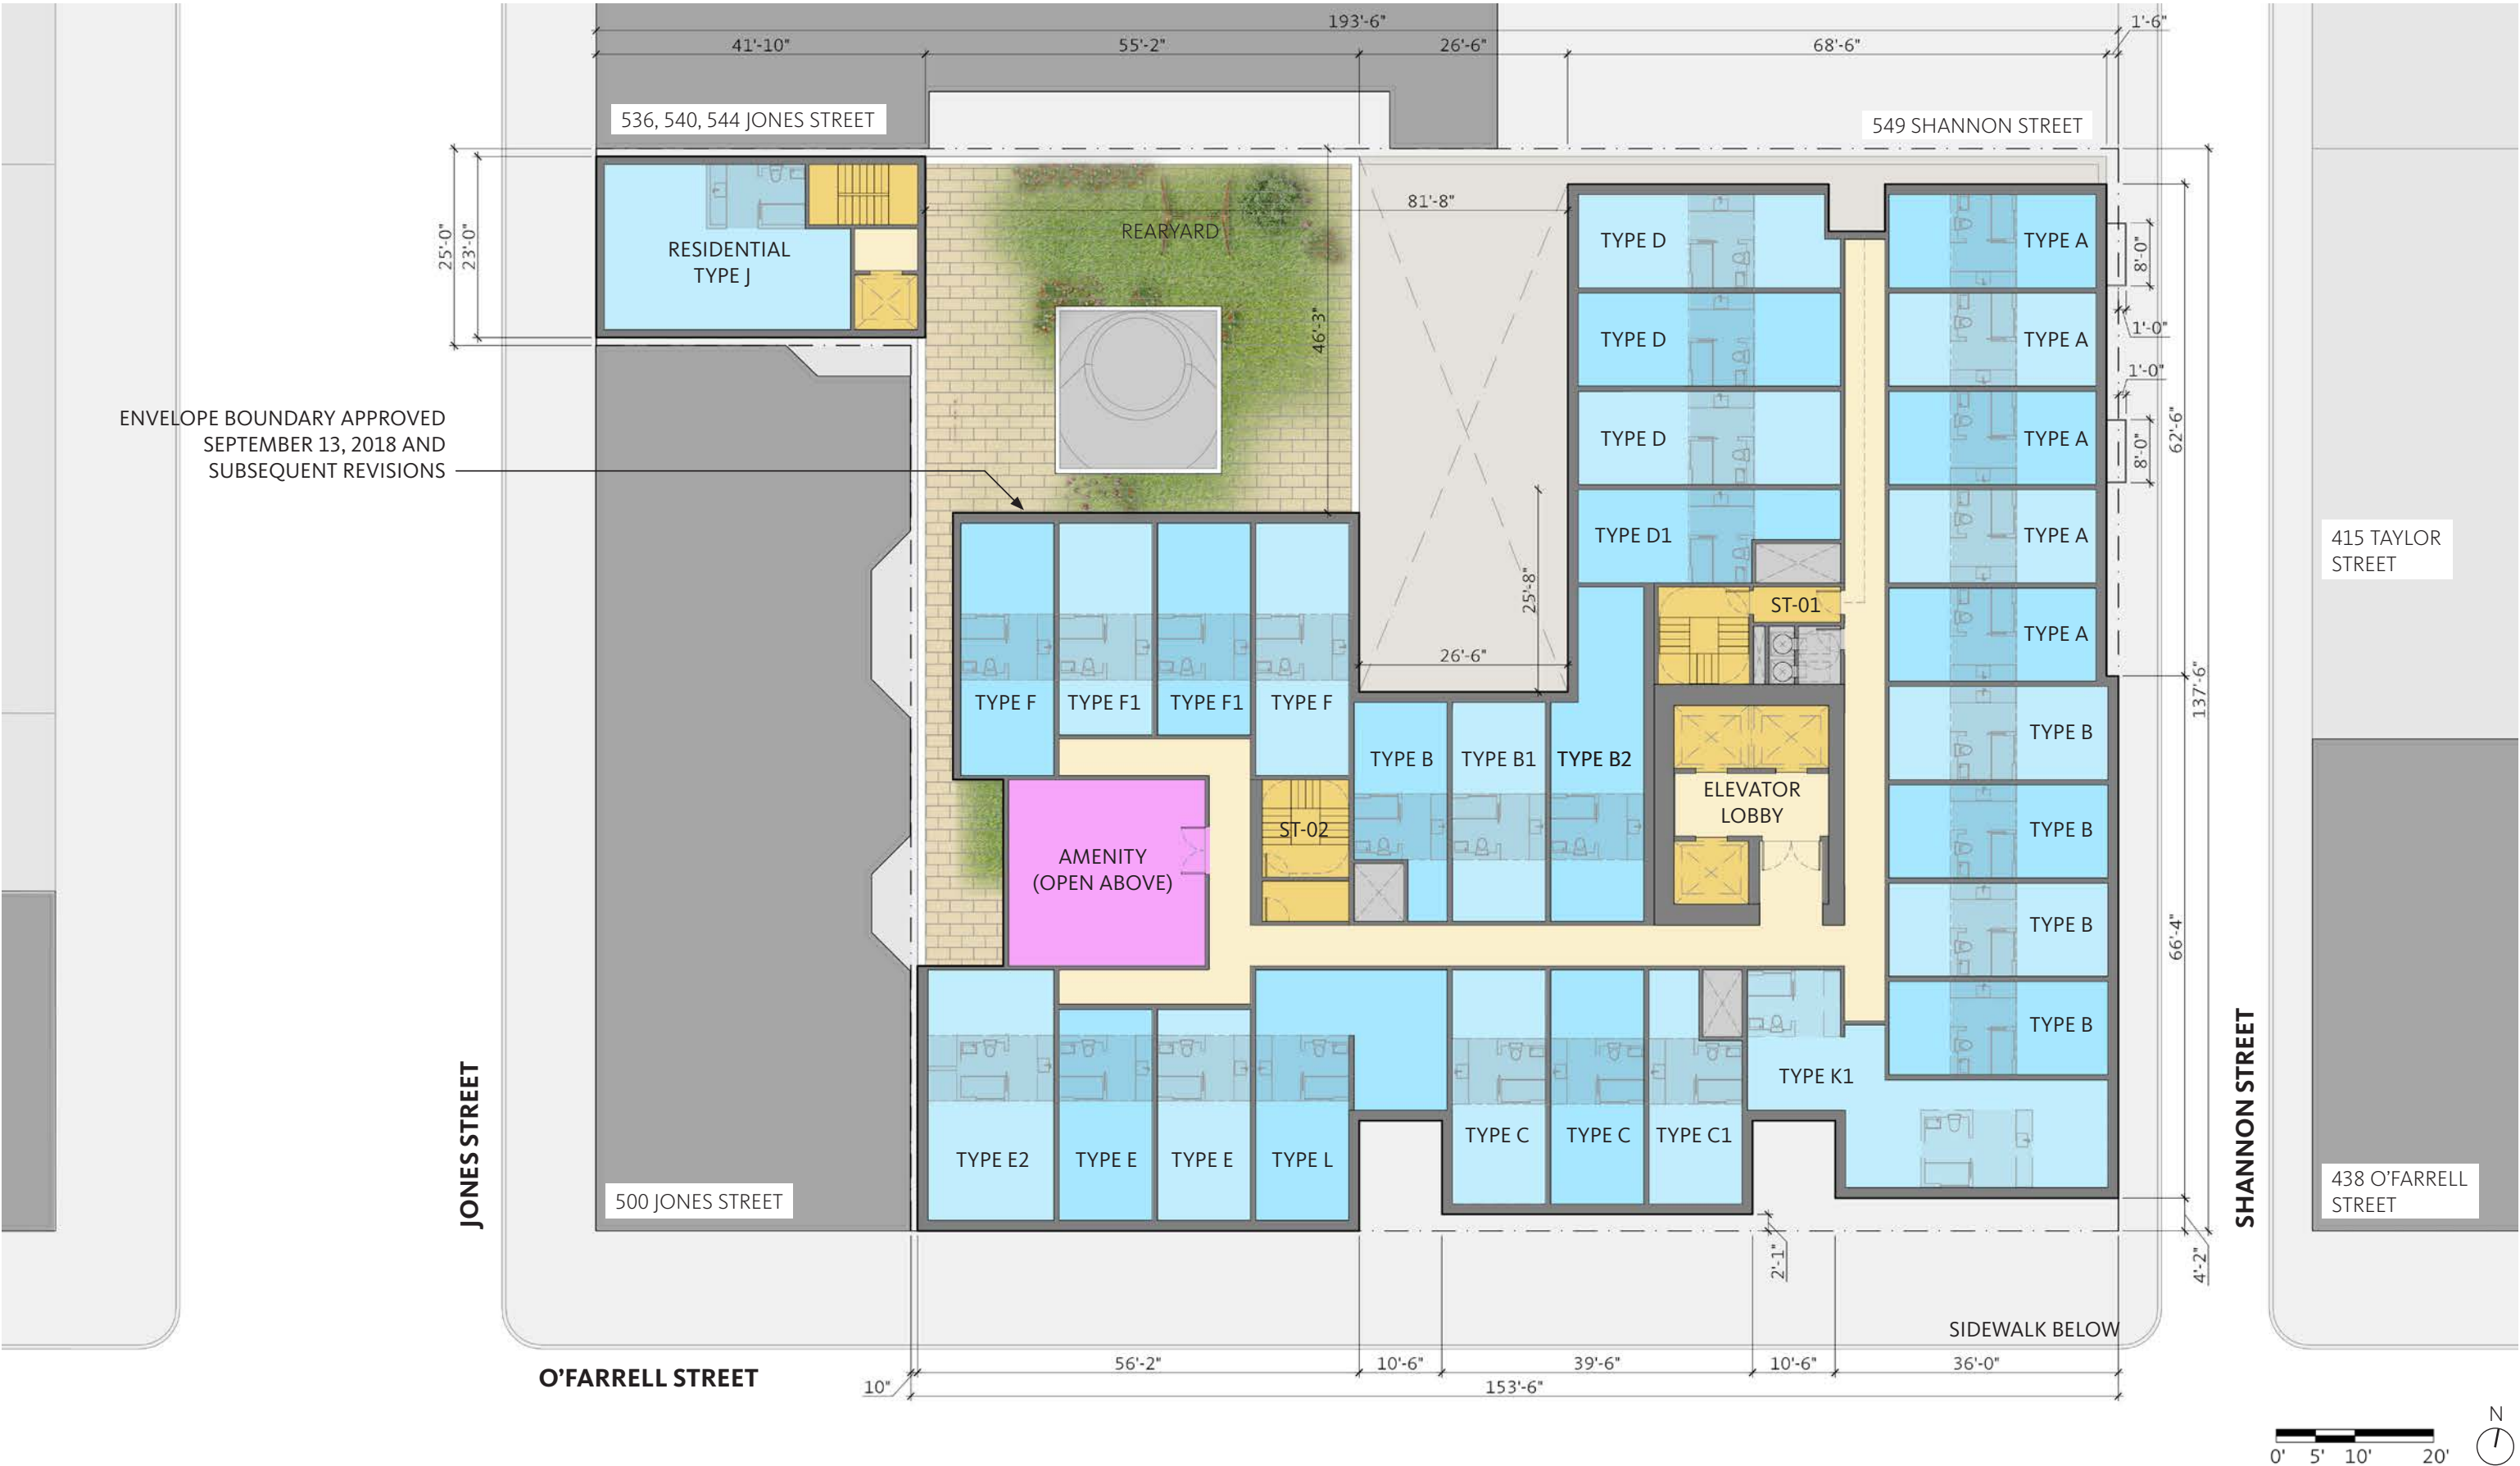 193'-6"
1'-6"
41'-10"
55'-2"
26'-6"
68'-6"
536, 540, 544 JONES STREET
549 SHANNON STREET
25'-0"
23'-0"
RESIDENTIAL
TYPE J
REARYARD
81'-8"
46'-3"
TYPE D
TYPE A
8'-0"
TYPE D
TYPE A
1'-0"
1'-0"
TYPE D
TYPE A
8'-0"
62'-6"
ENVELOPE BOUNDARY APPROVED
SEPTEMBER 13, 2018 AND
SUBSEQUENT REVISIONS
TYPE D1
TYPE A
415 TAYLOR
STREET
25'-8"
ST-01
TYPE A
26'-6"
137'-6"
TYPE F
TYPE F1
TYPE F1
TYPE F
TYPE B
TYPE B
TYPE B1
TYPE B2
ELEVATOR
LOBBY
ST-02
TYPE B
AMENITY
(OPEN ABOVE)
TYPE B
66'-4"
TYPE B
TYPE K1
TYPE C
TYPE C
TYPE C1
TYPE E2
TYPE E
TYPE E
TYPE L
JONES STREET
500 JONES STREET
SHANNON STREET
438 O'FARRELL
STREET
2'-1"
4'-2"
SIDEWALK BELOW
O'FARRELL STREET
10"
56'-2"
10'-6"
39'-6"
10'-6"
36'-0"
153'-6"
N
0' 5' 10' 20'